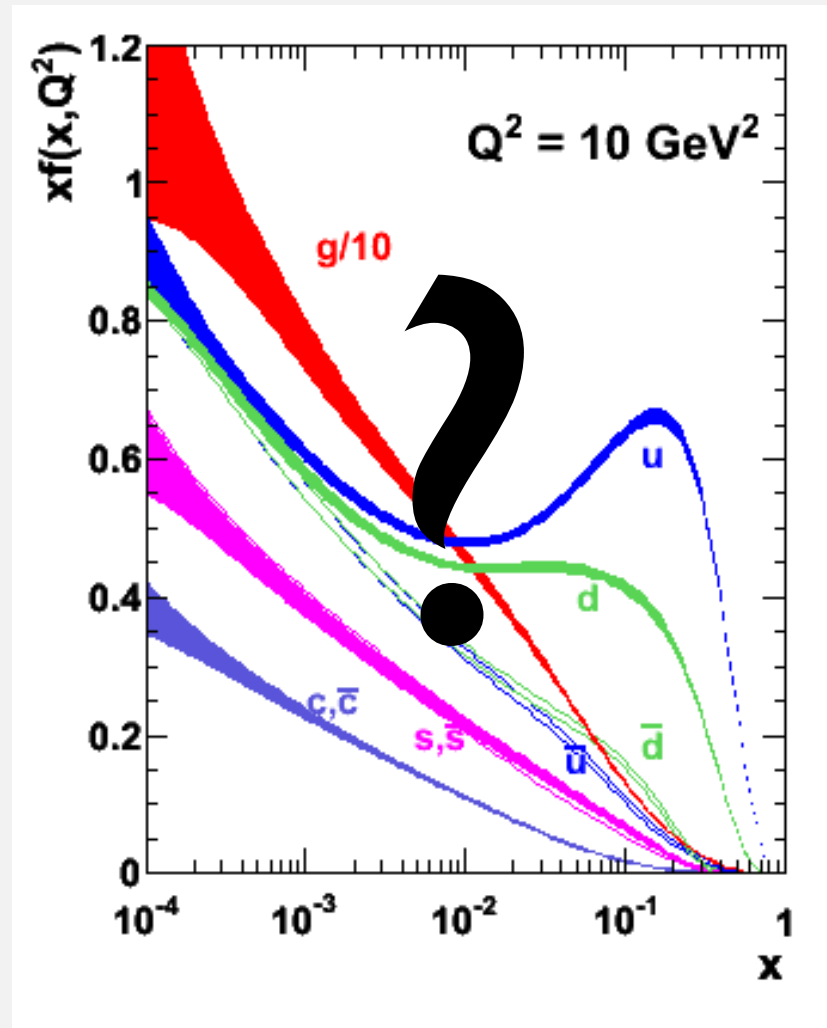 xf(x,Q²)
1.2
1
0.8
0.6
0.4
0.2
0
Q² = 10 GeV²
g/10
?
u
d
c,c̅
s,s̅
u̅
d̅
10⁻⁴ 10⁻³ 10⁻² 10⁻¹ 1
x